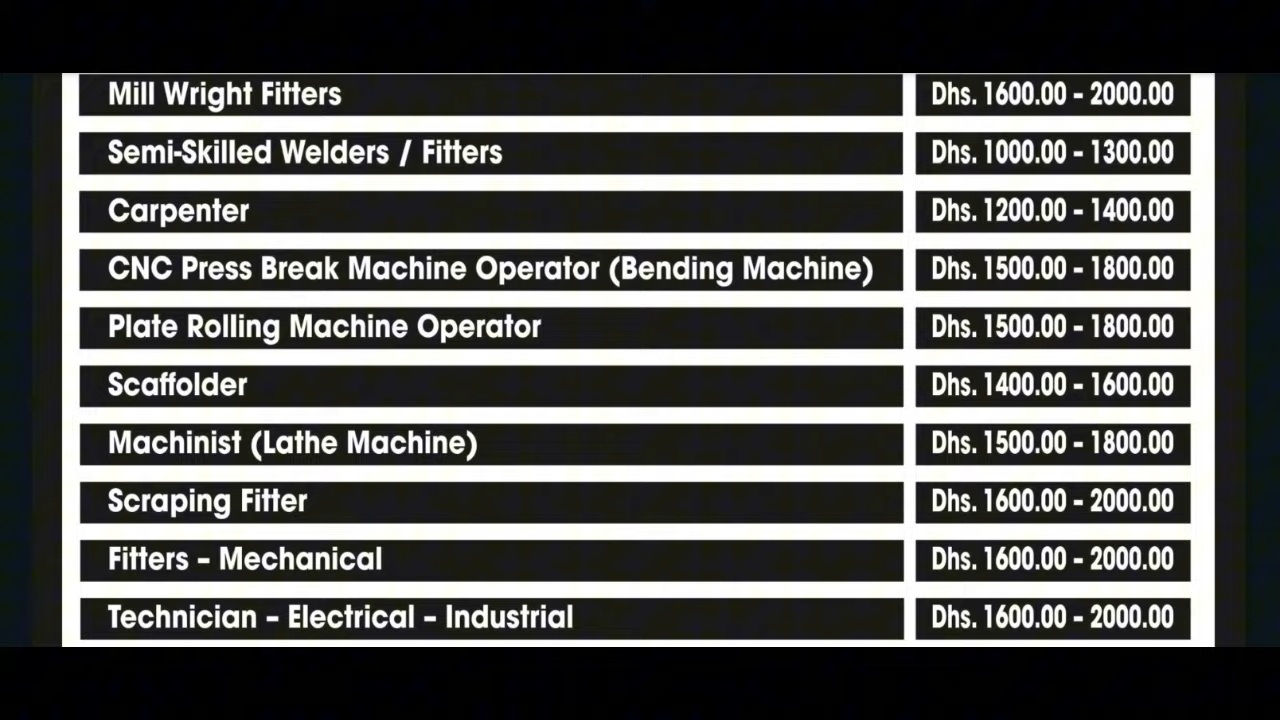 Mill Wright Fitters Dhs. 1600.00 - 2000.00
Semi-Skilled Welders / Fitters Dhs. 1000.00 - 1300.00
Carpenter Dhs. 1200.00 - 1400.00
CNC Press Break Machine Operator (Bending Machine) Dhs. 1500.00 - 1800.00
Plate Rolling Machine Operator Dhs. 1500.00 - 1800.00
Scaffolder Dhs. 1400.00 - 1600.00
Machinist (Lathe Machine) Dhs. 1500.00 - 1800.00
Scraping Fitter Dhs. 1600.00 - 2000.00
Fitters - Mechanical Dhs. 1600.00 - 2000.00
Technician - Electrical - Industrial Dhs. 1600.00 - 2000.00